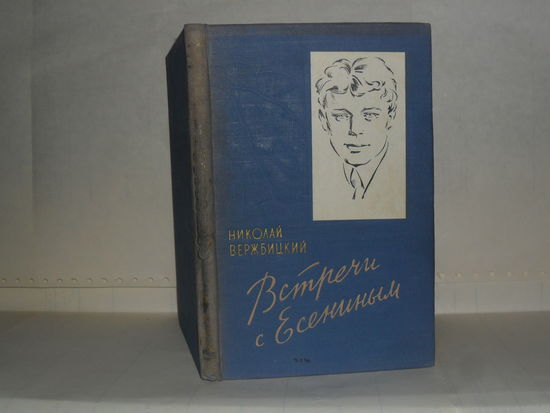 НИКОЛАЙ
ВЕРЖБИЦКИЙ
Встречи
с Есениным